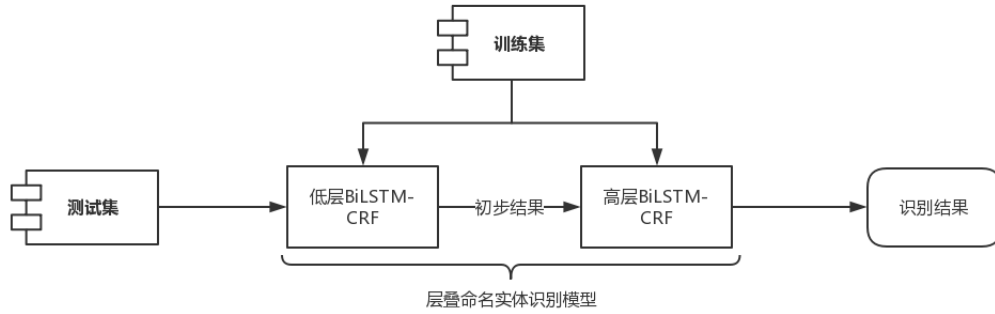 训练集
测试集
低层BiLSTM-
CRF
初步结果
高层BiLSTM-
CRF
识别结果
层叠命名实体识别模型